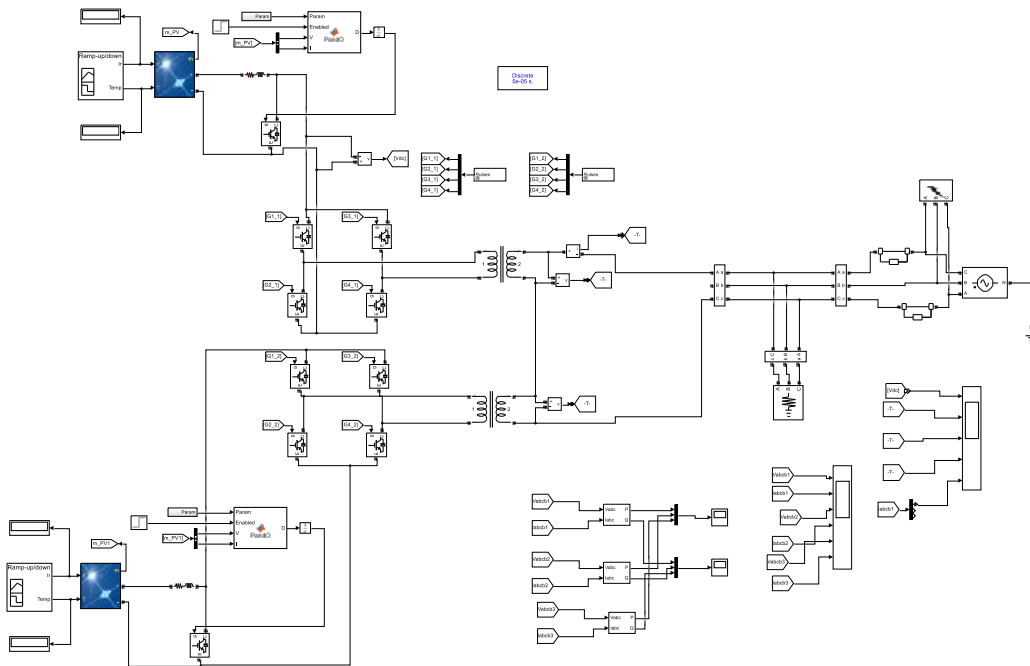 Param
Enabled
V
I
PandO
D
Param
m_PV
[m_PV]
Ramp-up/down
Ir
Temp
m
Discrete
5e-05 s.
[Vdc]
[G1_1]
[G2_1]
[G3_1]
[G4_1]
Pulses
[G1_2]
[G2_2]
[G3_2]
[G4_2]
Pulses
[G1_1]
[G3_1]
[G2_1]
[G4_1]
1
2
-T-
-T-
A a
B b
C c
A a
B b
C c
A
B
C
C
B
A
N
[G1_2]
[G3_2]
[G2_2]
[G4_2]
1
2
-T-
A
B
C
[Vdc]
-T-
-T-
-T-
Iabcb1
Vabcb1
Iabcb1
Vabcb2
Iabcb2
Vabcb3
Iabcb3
Vabcb1
Iabcb1
Vabc
Iabc
P
Q
Vabcb2
Iabcb2
Vabc
Iabc
P
Q
Vabcb3
Iabcb3
Vabc
Iabc
P
Q
Param
Param
Enabled
V
I
PandO
D
m_PV1
[m_PV1]
Ramp-up/down
Ir
Temp
m